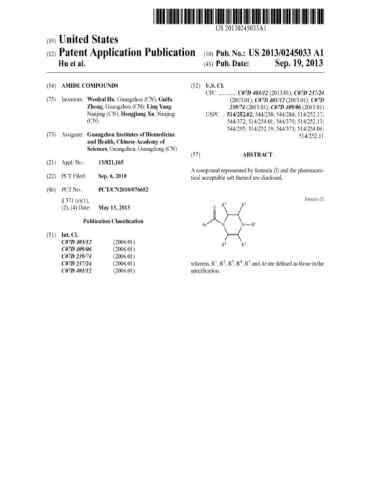 US 20130245033A1
(19) United States
(12) Patent Application Publication (10) Pub. No.: US 2013/0245033 A1
Hu et al. (43) Pub. Date: Sep. 19, 2013
(54) AMIDE COMPOUNDS
(75) Inventors: Wenhui Hu, Guangzhou (CN); Guifa
Zhong, Guangzhou (CN); Ling Yang,
Nanjing (CN); Hongjiang Xu, Nanjing
(CN)
(73) Assignee: Guangzhou Institutes of Biomedicine
and Health, Chinese Academy of
Sciences, Guangzhou, Guangdong (CN)
(21) Appl. No.: 13/821,165
(22) PCT Filed: Sep. 6, 2010
(86) PCT No.: PCT/CN2010/076652
§ 371 (c)(1),
(2), (4) Date: May 13, 2013
Publication Classification
(51) Int. Cl.
C07D 403/12 (2006.01)
C07D 409/06 (2006.01)
C07D 239/74 (2006.01)
C07D 237/24 (2006.01)
C07D 401/12 (2006.01)
(52) U.S. Cl.
CPC ............ C07D 403/12 (2013.01); C07D 237/24
(2013.01); C07D 401/12 (2013.01); C07D
239/74 (2013.01); C07D 409/06 (2013.01)
USPC . 514/252.02; 544/238; 544/284; 514/252.17;
544/372; 514/254.01; 544/379; 514/252.13;
544/295; 514/252.19; 544/371; 514/254.06;
514/252.11
(57) ABSTRACT
A compound represented by formula (I) and the pharmaceu-
tical acceptable salt thereof are disclosed,
formula (I)
O R1 R2
Ar N N—R5
R4 R3
wherein, R1, R2, R3, R4, R5 and Ar are defined as those in the
specification.